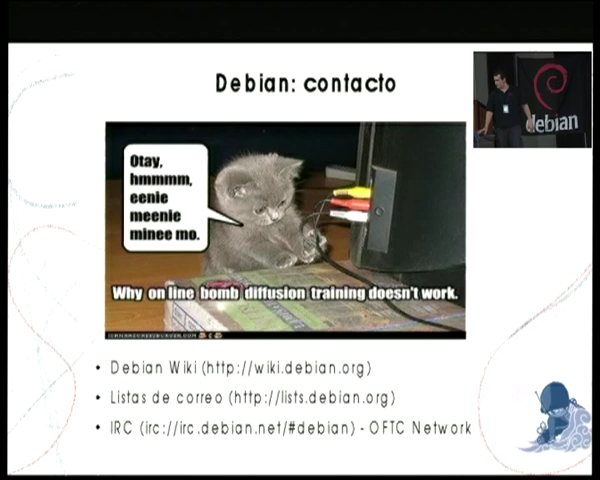 Debian: contacto
debian
Otay,
hmmmm,
eenie
meenie
minee mo.
Why on line bomb diffusion training doesn't work.
• Debian Wiki (http://wiki.debian.org)
• Listas de correo (http://lists.debian.org)
• IRC (irc://irc.debian.net/#debian) - OFTC Network